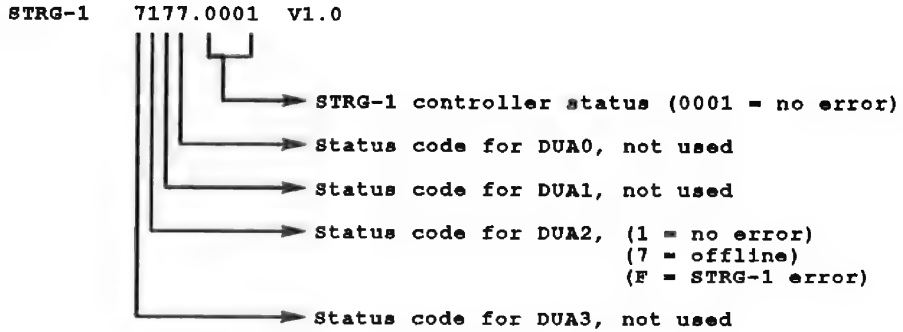 STRG-1 7177.0001 V1.0
STRG-1 controller status (0001 = no error)
Status code for DUA0, not used
Status code for DUA1, not used
Status code for DUA2, (1 = no error)
(7 = offline)
(F = STRG-1 error)
Status code for DUA3, not used